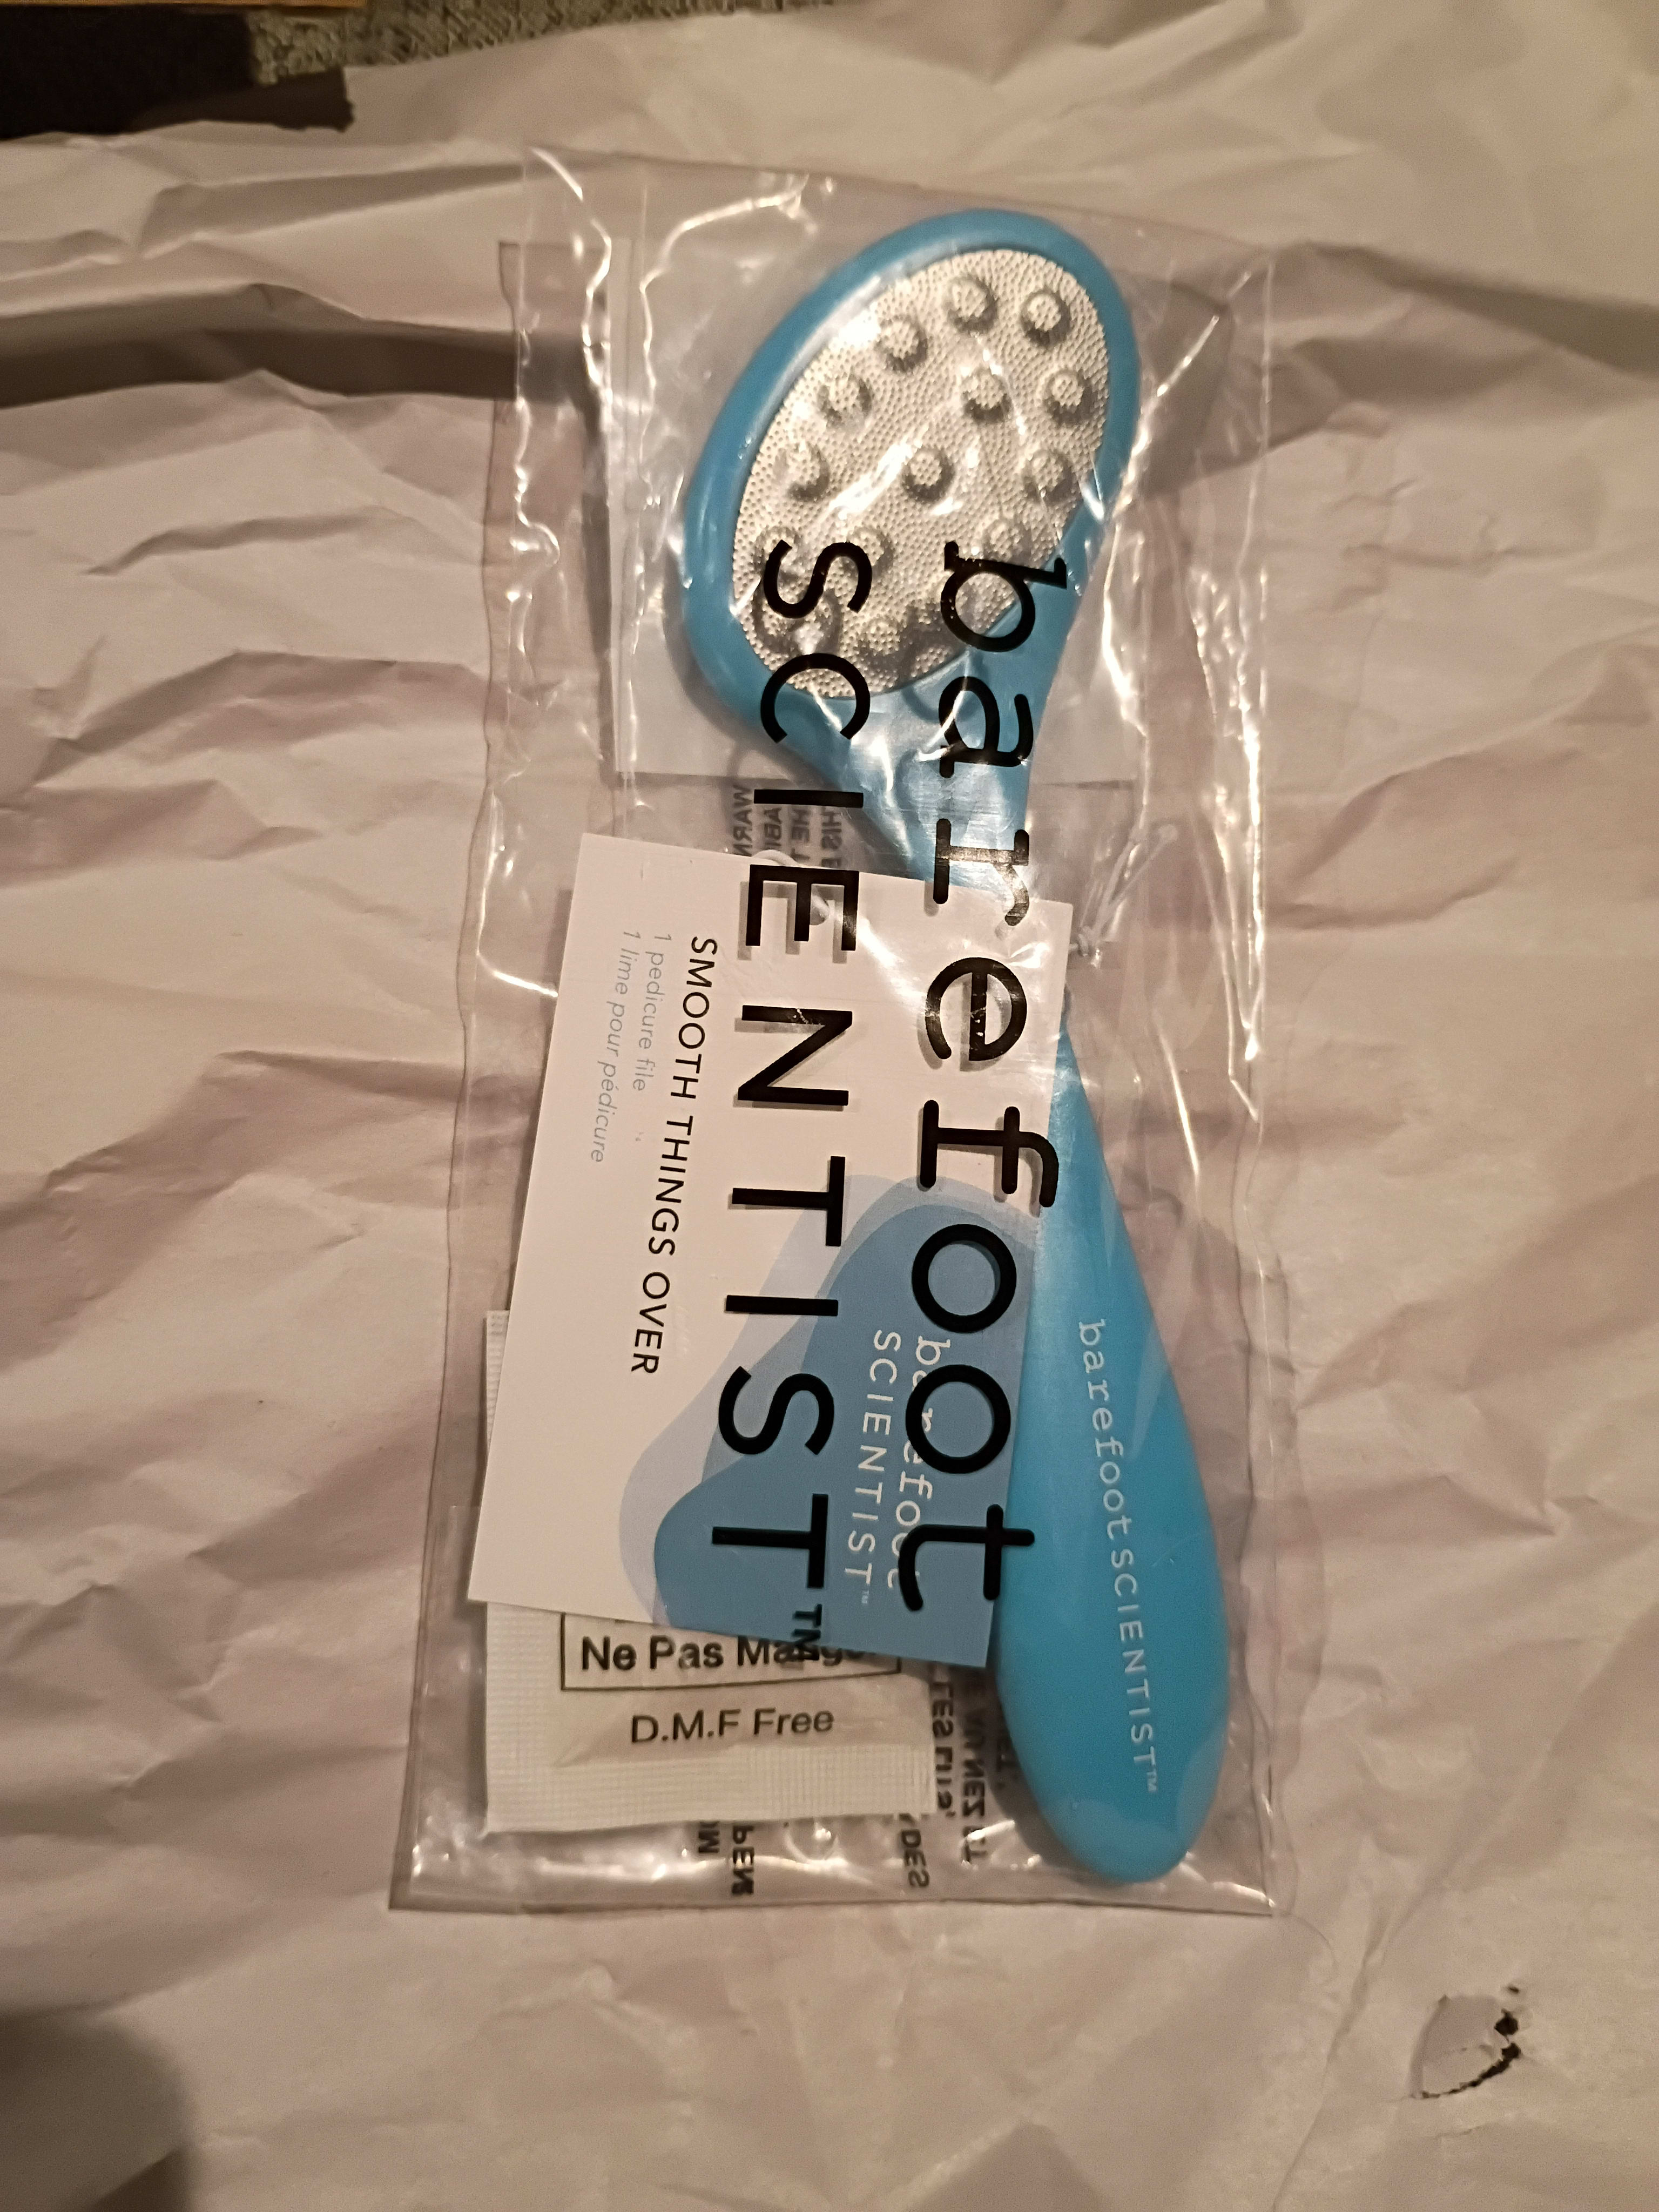 barefoot
SCIENTIST™
barefoot SCIENTIST™
barefoot
SCIENTIST™
SMOOTH THINGS OVER
1 pedicure file
1 lime pour pédicure
Ne Pas Mange
D.M.F Free